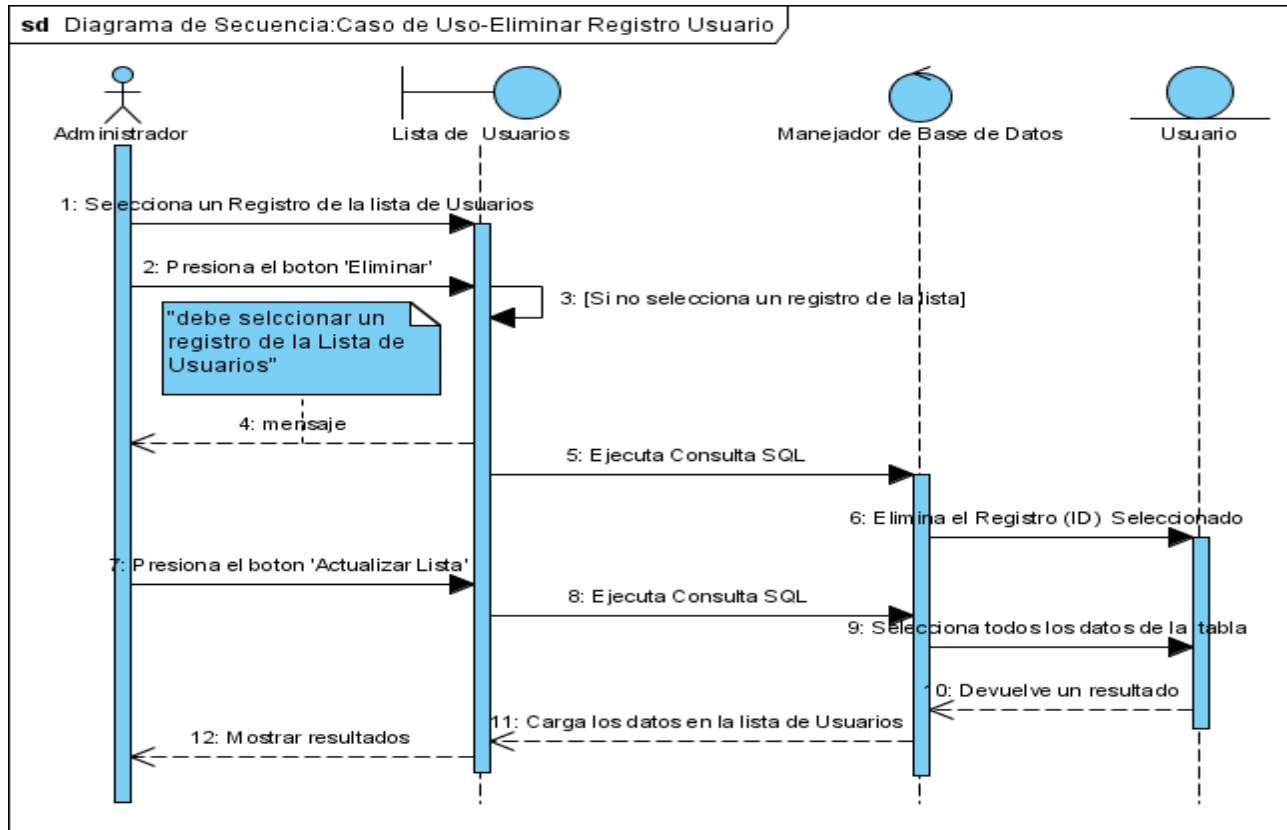 sd Diagrama de Secuencia:Caso de Uso-Eliminar Registro Usuario
Administrador
Lista de Usuarios
Manejador de Base de Datos
Usuario
1: Selecciona un Registro de la lista de Usuarios
2: Presiona el boton 'Eliminar'
3: [Si no selecciona un registro de la lista]
"debe selccionar un
registro de la Lista de
Usuarios"
4: mensaje
5: Ejecuta Consulta SQL
6: Elimina el Registro (ID) Seleccionado
7: Presiona el boton 'Actualizar Lista'
8: Ejecuta Consulta SQL
9: Selecciona todos los datos de la tabla
10: Devuelve un resultado
11: Carga los datos en la lista de Usuarios
12: Mostrar resultados